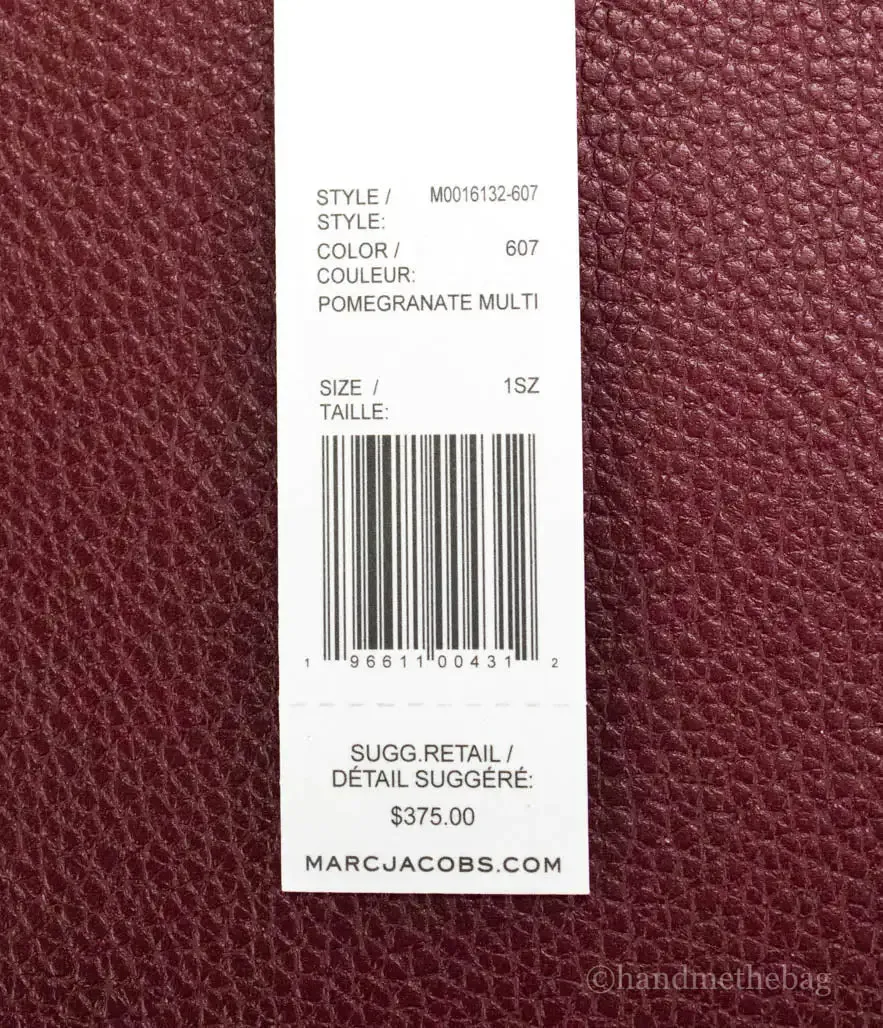 STYLE / M0016132-607
STYLE:
COLOR / 607
COULEUR:
POMEGRANATE MULTI
SIZE / 1SZ
TAILLE:
1 96611 00431 2
SUGG.RETAIL /
DÉTAIL SUGGÉRÉ:
$375.00
MARCJACOBS.COM
©handmethebag